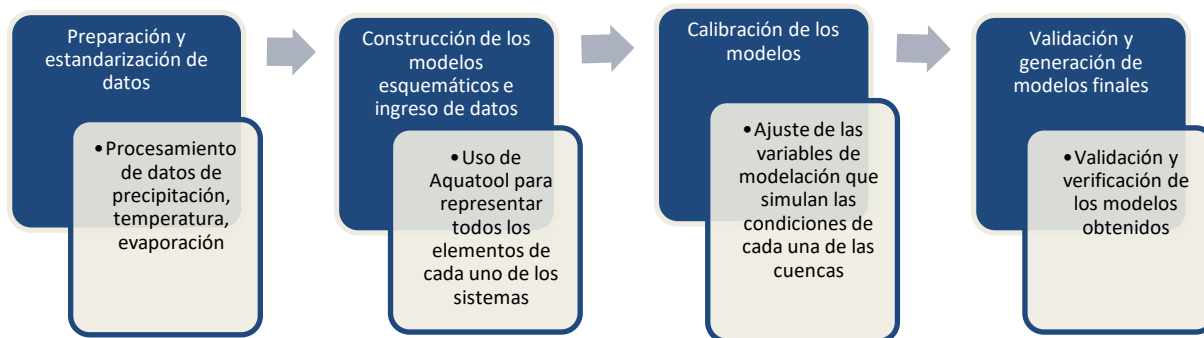 Preparación y
estandarización de
datos
•Procesamiento
de datos de
precipitación,
temperatura,
evaporación
Construcción de los
modelos
esquemáticos e
ingreso de datos
•Uso de
Aquatool para
representar
todos los
elementos de
cada uno de los
sistemas
Calibración de los
modelos
•Ajuste de las
variables de
modelación que
simulan las
condiciones de
cada una de las
cuencas
Validación y
generación de
modelos finales
•Validación y
verificación de
los modelos
obtenidos